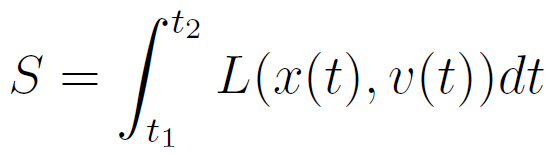 S = ∫_{t_1}^{t_2} L(x(t), v(t))dt